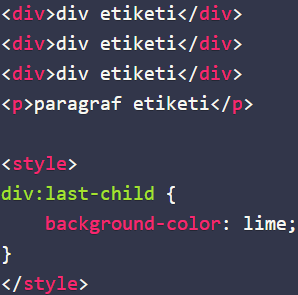 <div>div etiketi</div>
<div>div etiketi</div>
<div>div etiketi</div>
<p>paragraf etiketi</p>
<style>
div:last-child {
    background-color: lime;
}
</style>